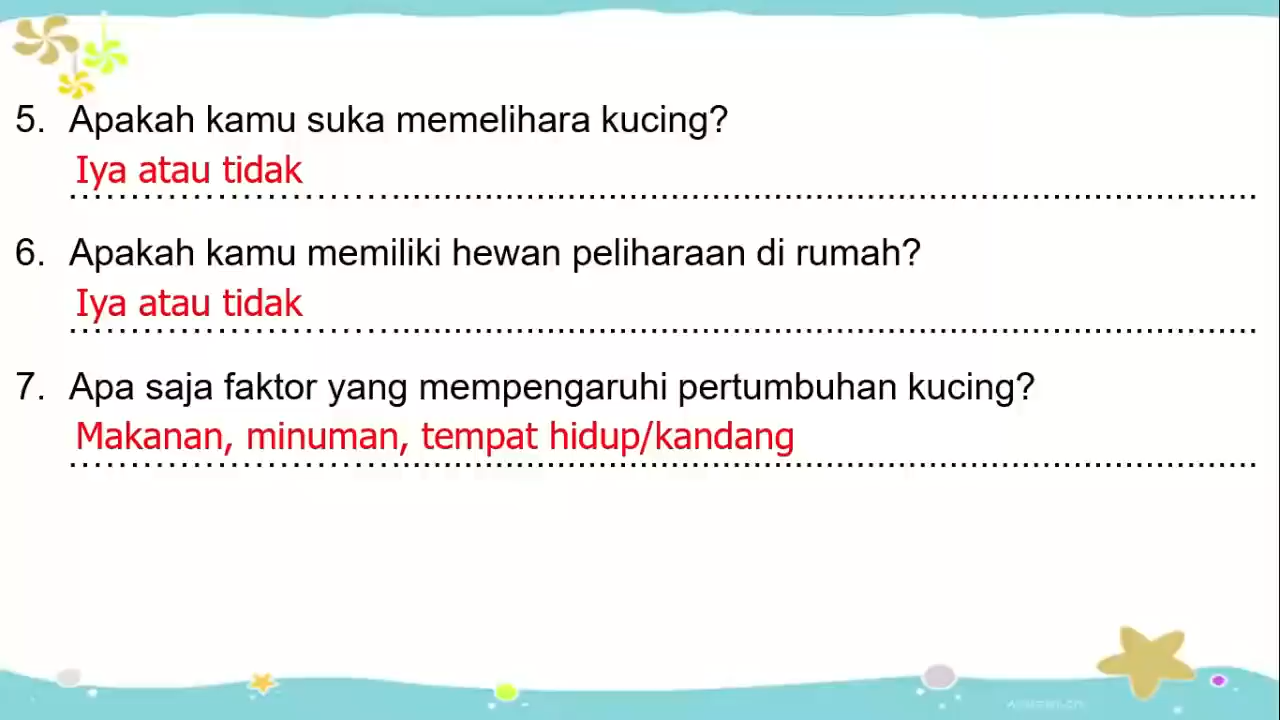 5. Apakah kamu suka memelihara kucing?
Iya atau tidak
6. Apakah kamu memiliki hewan peliharaan di rumah?
Iya atau tidak
7. Apa saja faktor yang mempengaruhi pertumbuhan kucing?
Makanan, minuman, tempat hidup/kandang